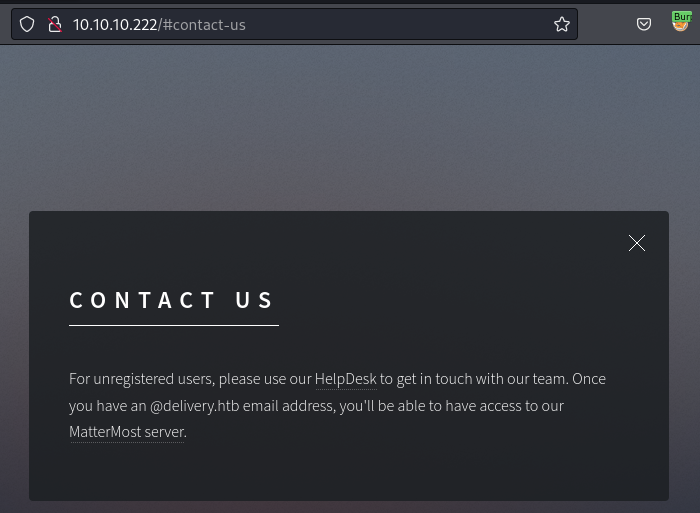 10.10.10.222/#contact-us
Bur
CONTACT US
For unregistered users, please use our HelpDesk to get in touch with our team. Once
you have an @delivery.htb email address, you'll be able to have access to our
MatterMost server.